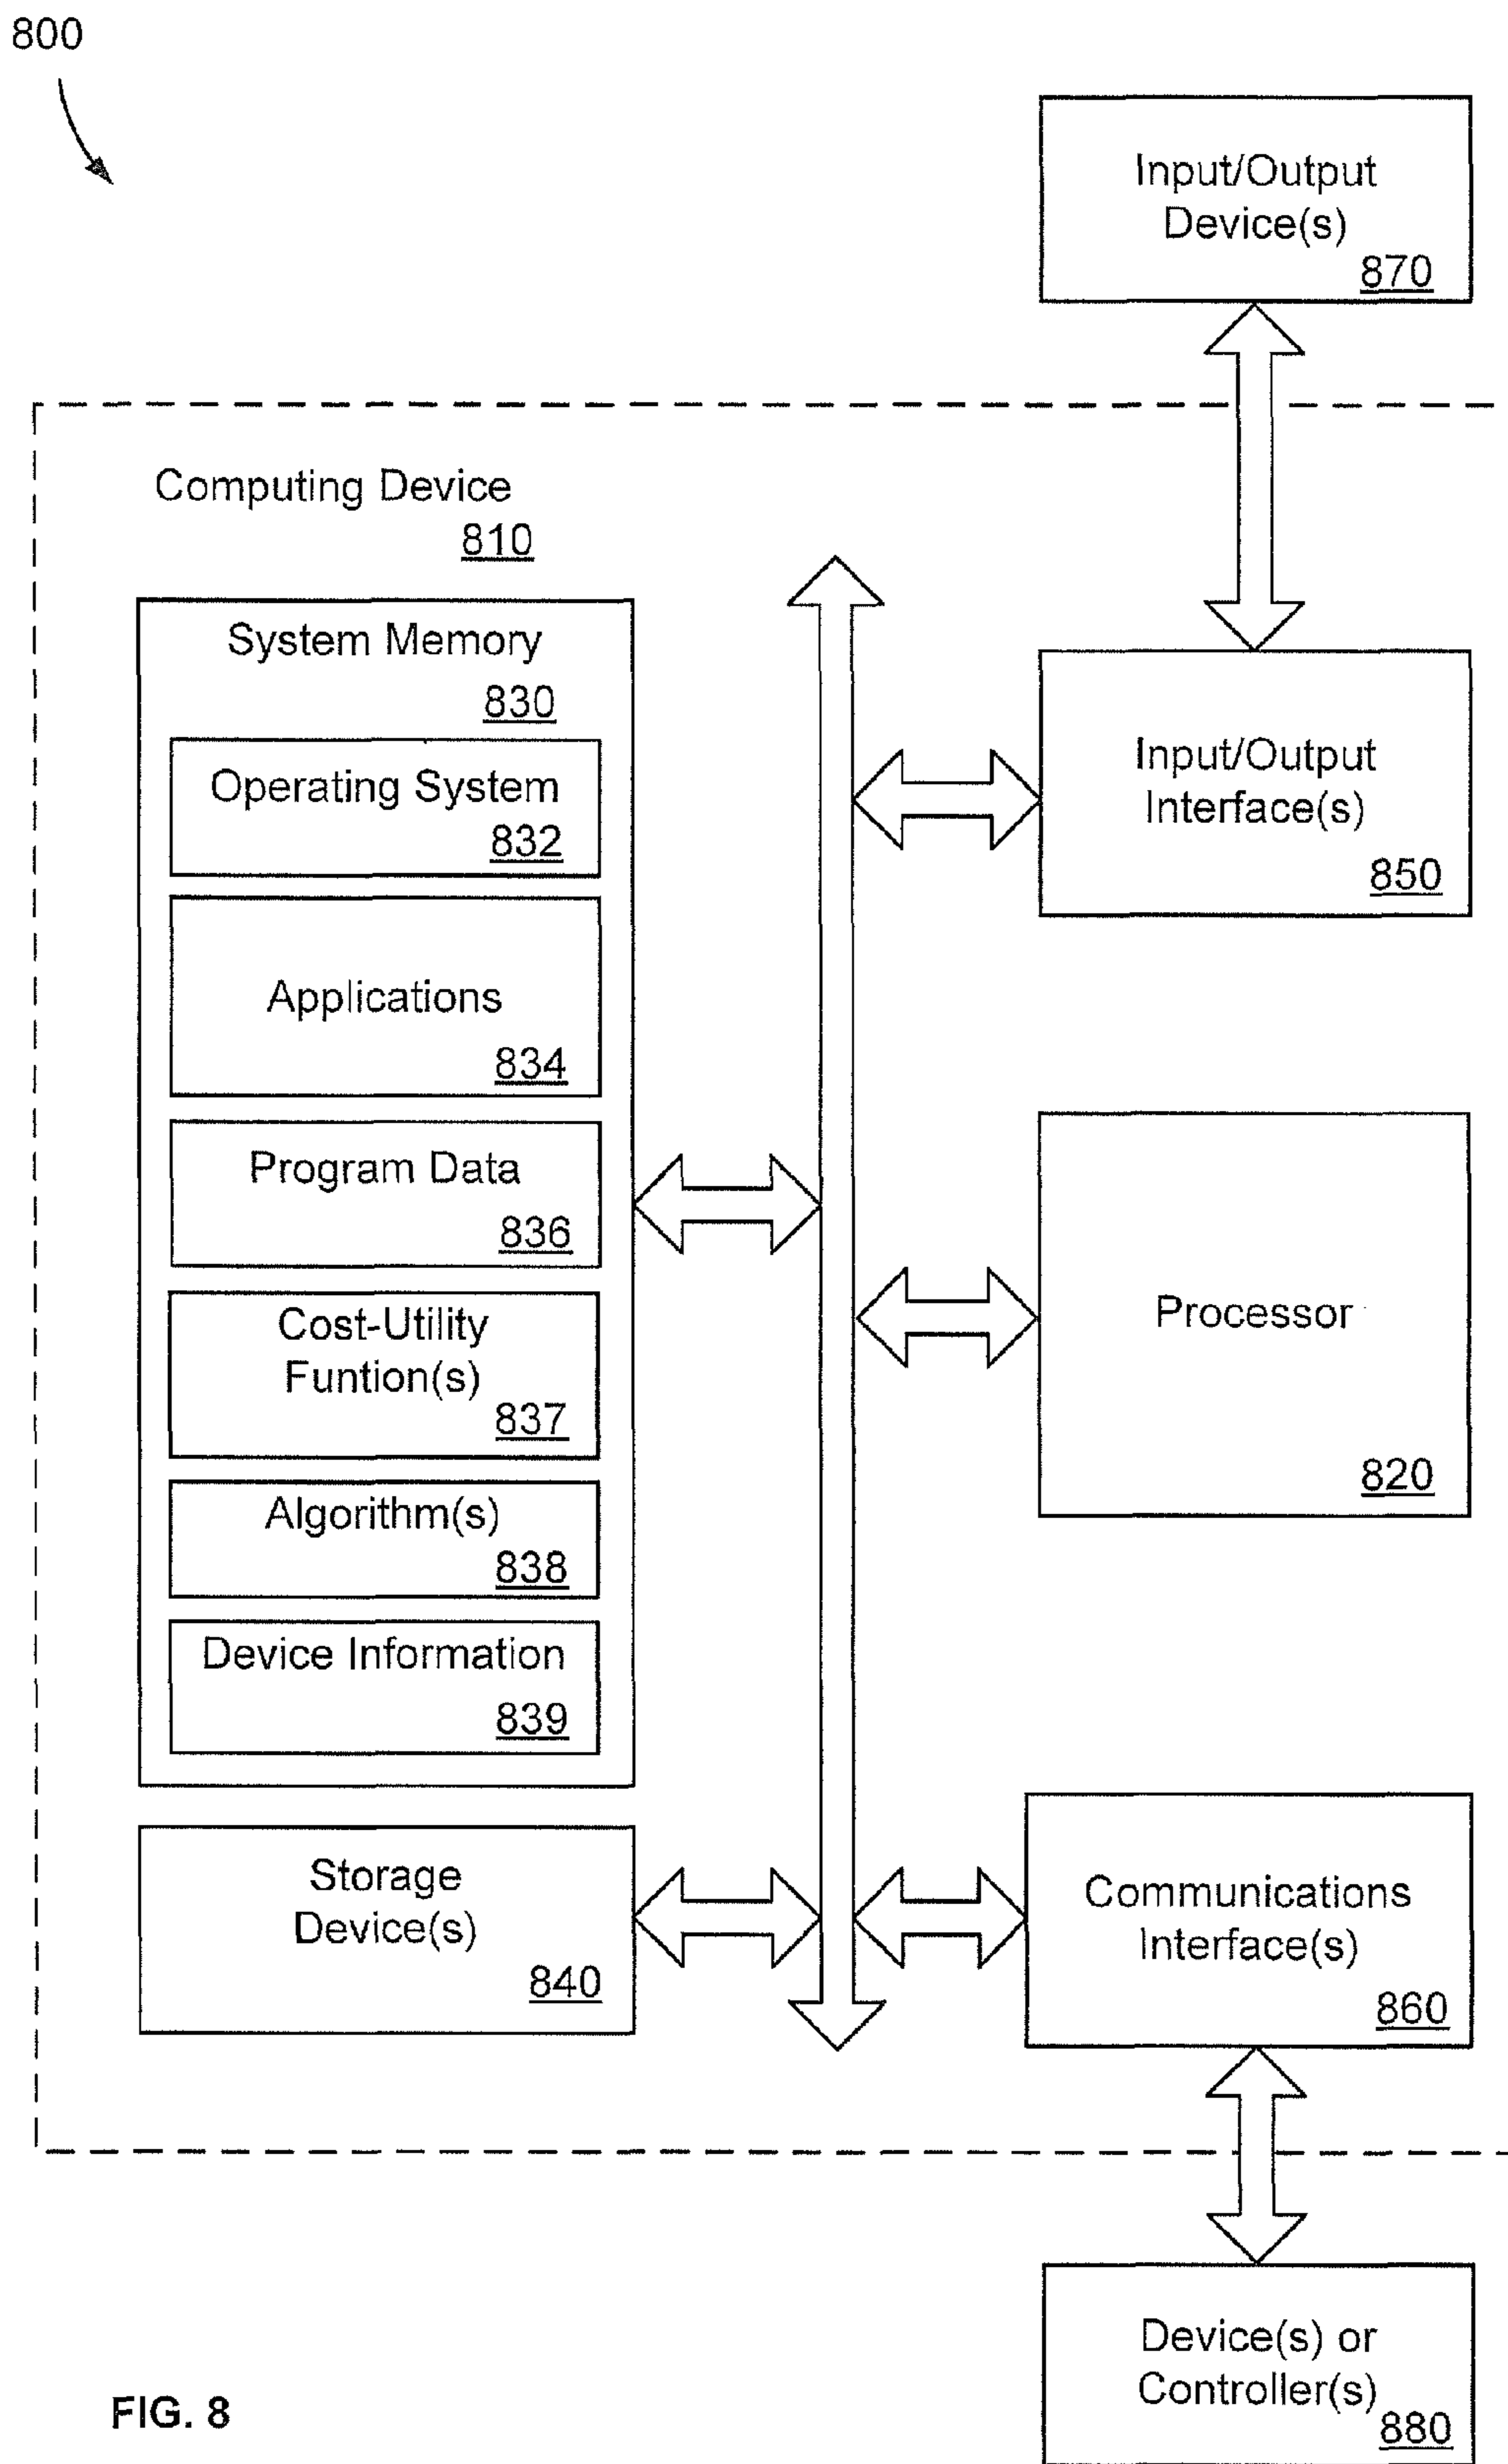 800
Input/Output
Device(s)
870
Computing Device
810
System Memory
830
Operating System
832
Applications
834
Program Data
836
Cost-Utility
Funtion(s)
837
Algorithm(s)
838
Device Information
839
Storage
Device(s)
840
Input/Output
Interface(s)
850
Processor
820
Communications
Interface(s)
860
Device(s) or
Controller(s)
880
FIG. 8